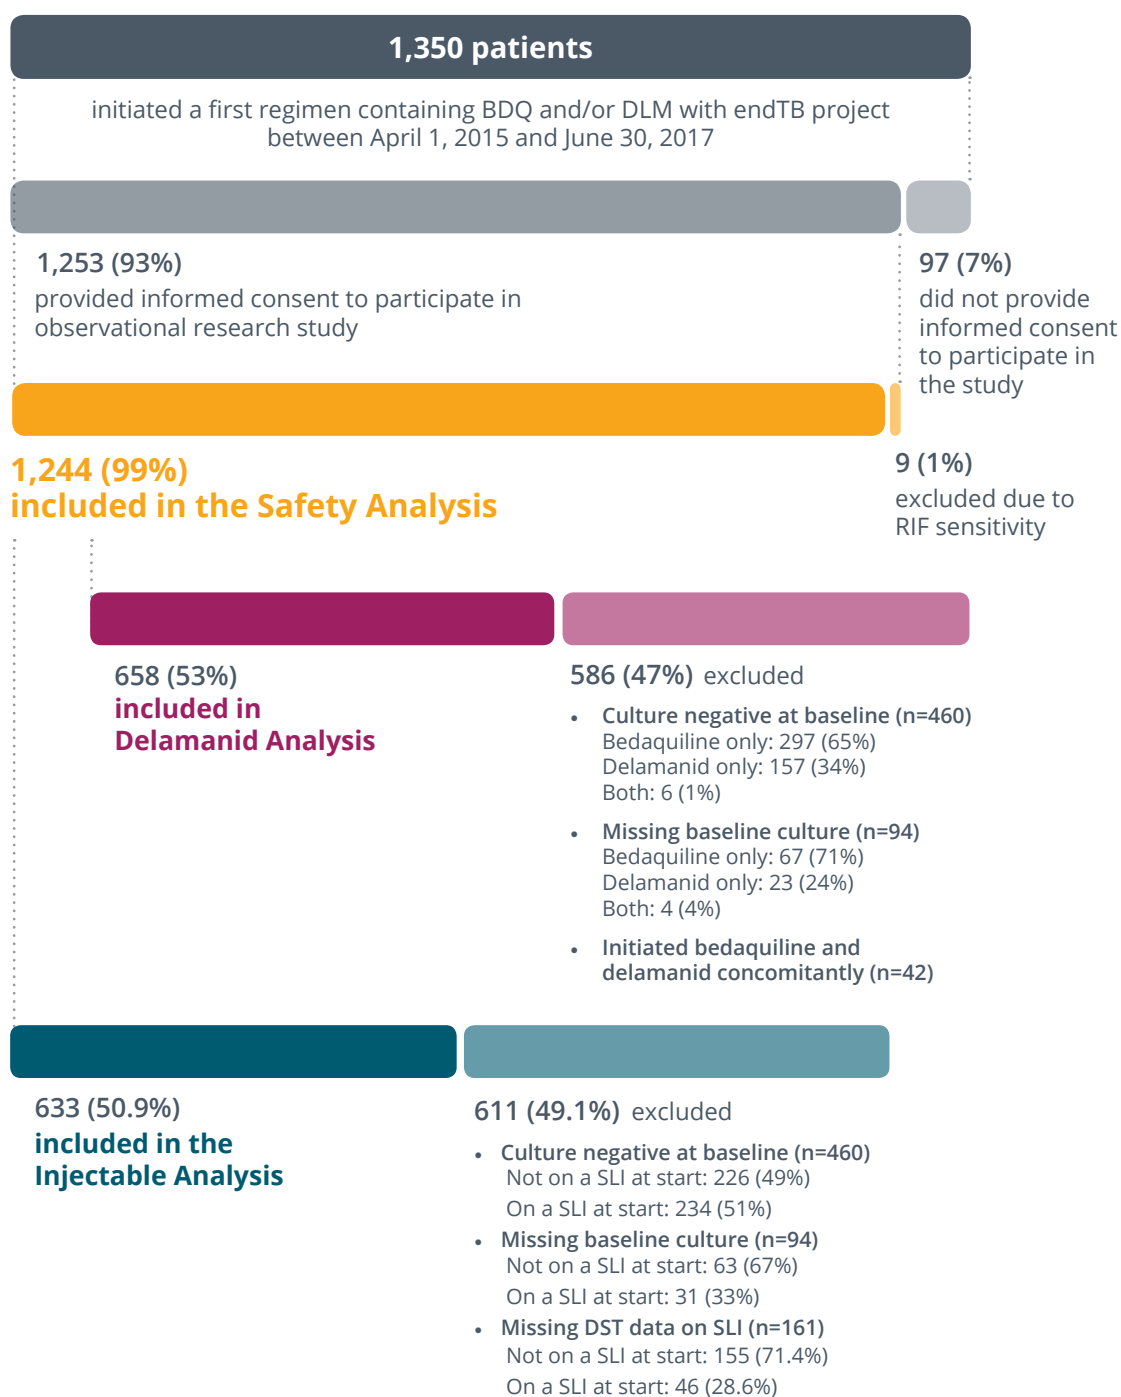 1,350 patients
initiated a first regimen containing BDQ and/or DLM with endTB project
between April 1, 2015 and June 30, 2017
1,253 (93%)
provided informed consent to participate in
observational research study
97 (7%)
did not provide
informed consent
to participate in
the study
1,244 (99%)
included in the Safety Analysis
9 (1%)
excluded due to
RIF sensitivity
658 (53%)
included in
Delamanid Analysis
586 (47%) excluded
• Culture negative at baseline (n=460)
Bedaquiline only: 297 (65%)
Delamanid only: 157 (34%)
Both: 6 (1%)
• Missing baseline culture (n=94)
Bedaquiline only: 67 (71%)
Delamanid only: 23 (24%)
Both: 4 (4%)
• Initiated bedaquiline and
delamanid concomitantly (n=42)
633 (50.9%)
included in the
Injectable Analysis
611 (49.1%) excluded
• Culture negative at baseline (n=460)
Not on a SLI at start: 226 (49%)
On a SLI at start: 234 (51%)
• Missing baseline culture (n=94)
Not on a SLI at start: 63 (67%)
On a SLI at start: 31 (33%)
• Missing DST data on SLI (n=161)
Not on a SLI at start: 155 (71.4%)
On a SLI at start: 46 (28.6%)